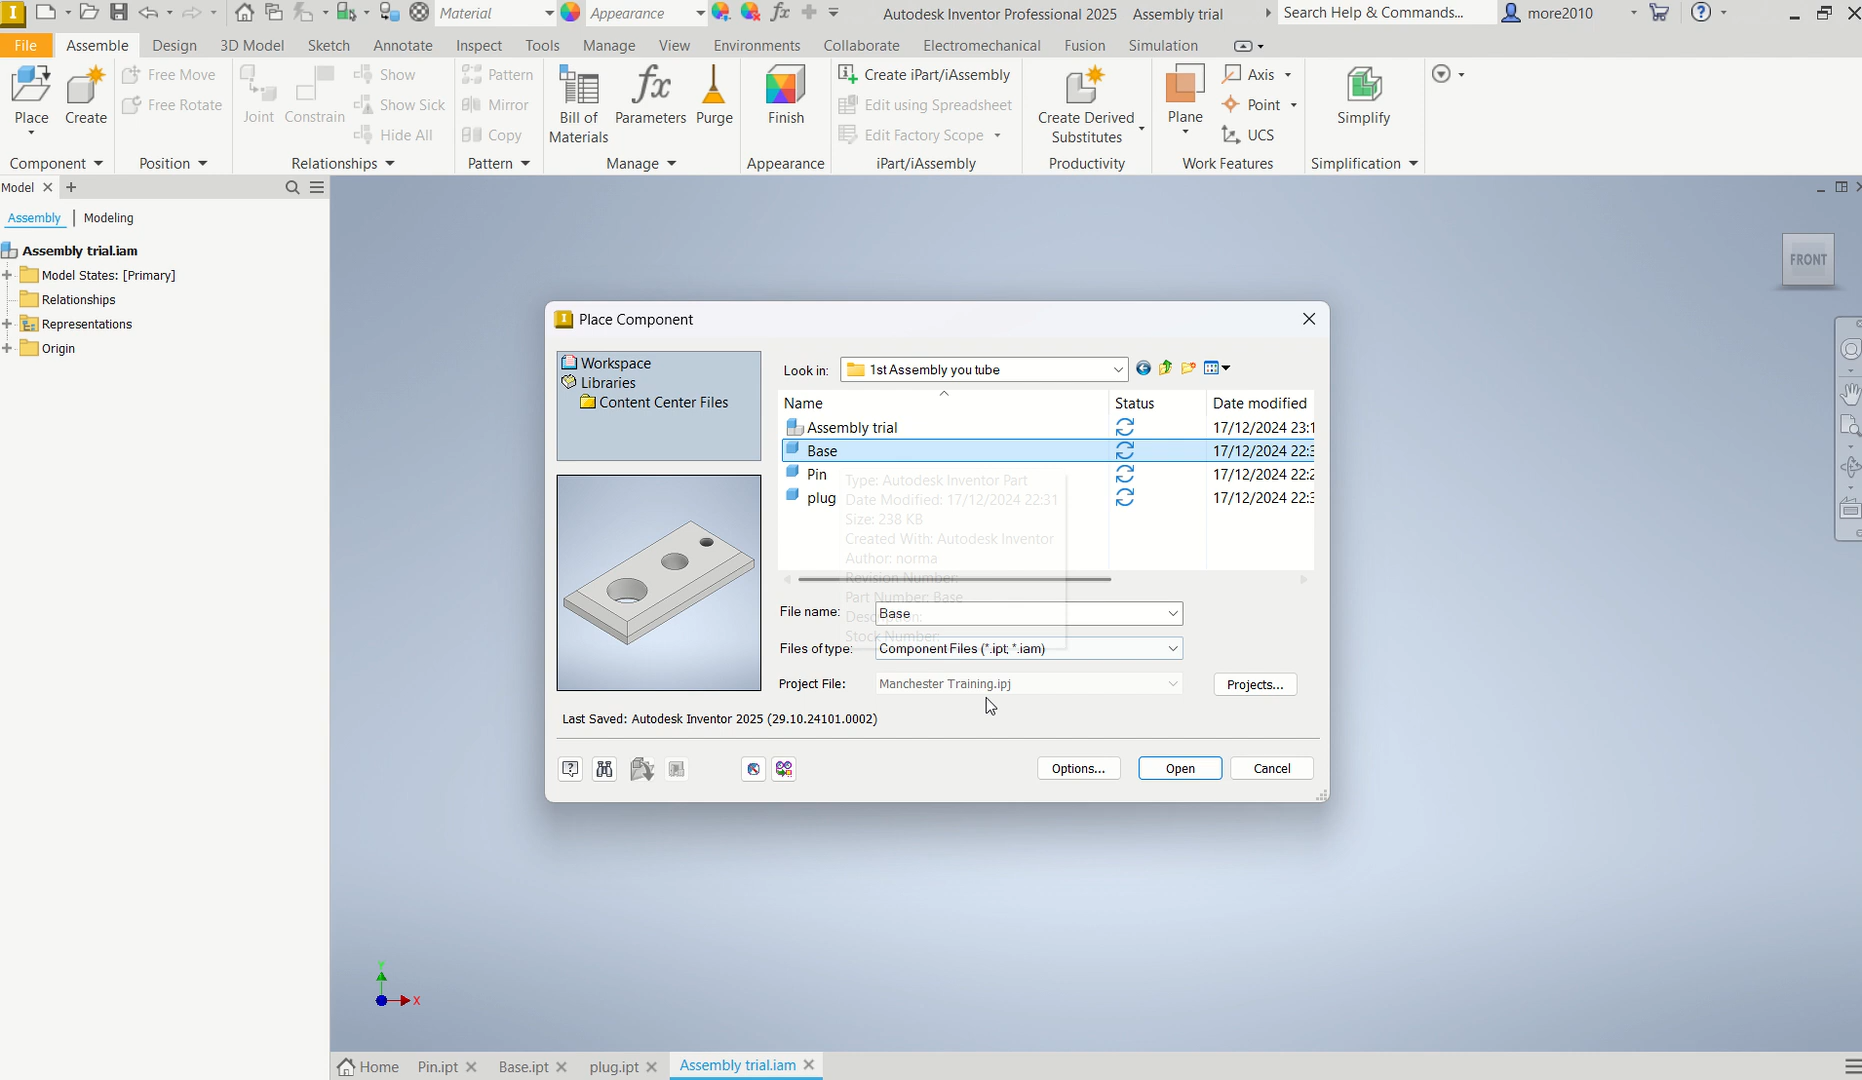 Material
Appearance
Autodesk Inventor Professional 2025 Assembly trial
Search Help & Commands...
more2010
File
Assemble
Design
3D Model
Sketch
Annotate
Inspect
Tools
Manage
View
Environments
Collaborate
Electromechanical
Fusion
Simulation
Place
Create
Free Move
Free Rotate
Joint
Constrain
Show
Show Sick
Hide All
Pattern
Mirror
Copy
Bill of
Materials
Parameters
Purge
Finish
Create iPart/iAssembly
Edit using Spreadsheet
Edit Factory Scope
Create Derived
Substitutes
Plane
Axis
Point
UCS
Simplify
Component
Position
Relationships
Pattern
Manage
Appearance
iPart/iAssembly
Productivity
Work Features
Simplification
Model
Assembly
Modeling
Assembly trial.iam
Model States: [Primary]
Relationships
Representations
Origin
FRONT
Place Component
Workspace
Libraries
Content Center Files
Look in:
1st Assembly you tube
Name
Status
Date modified
Assembly trial
17/12/2024 23:1
Base
17/12/2024 22:3
Pin
17/12/2024 22:2
plug
17/12/2024 22:3
Type: Autodesk Inventor Part
Date Modified: 17/12/2024 22:31
Size: 238 KB
Created With: Autodesk Inventor
Author: norma
Revision Number:
Part Number: Base
Stock Number:
File name:
Base
Files of type:
Component Files (*.ipt; *.iam)
Project File:
Manchester Training.ipj
Projects...
Last Saved: Autodesk Inventor 2025 (29.10.24101.0002)
Options...
Open
Cancel
Y
X
Home
Pin.ipt
Base.ipt
plug.ipt
Assembly trial.iam